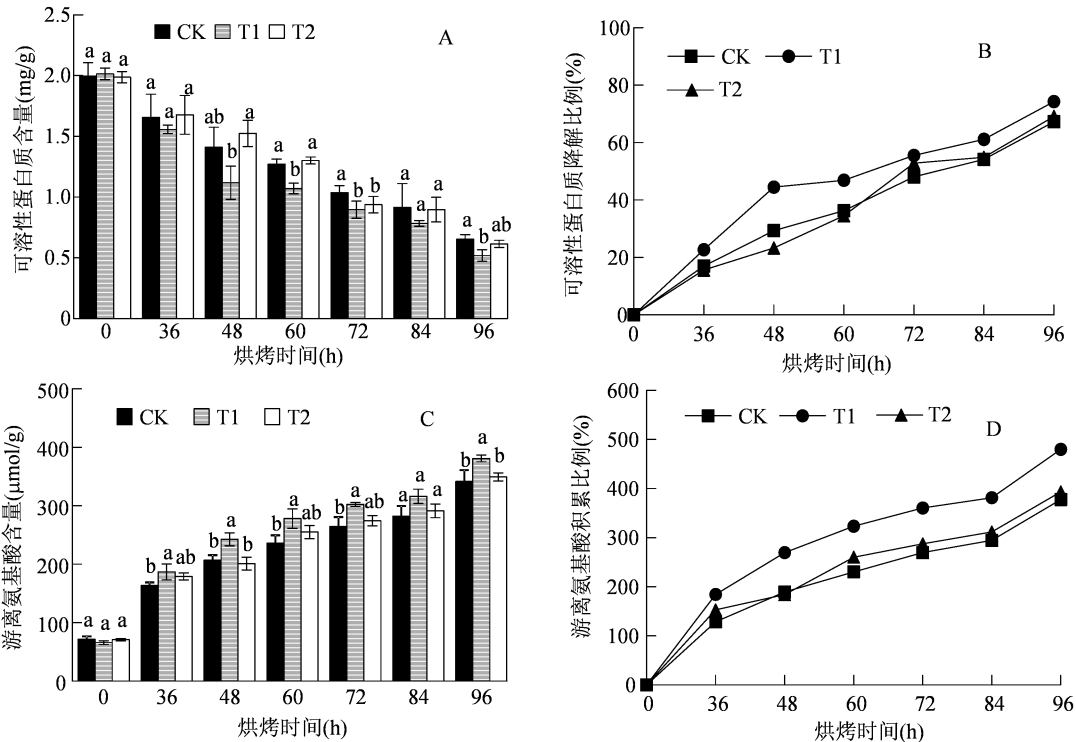 CK T1 T2
A
可溶性蛋白质含量(mg/g)
2.5
2.0
1.5
1.0
0.5
0
a a a
a a a
ab b a
a b a
a b b
a a a
a b ab
0 36 48 60 72 84 96
烘烤时间(h)
CK T1
T2
B
可溶性蛋白质降解比例(%)
100
80
60
40
20
0
0 36 48 60 72 84 96
烘烤时间(h)
CK T1 T2
C
游离氨基酸含量(μmol/g)
500
400
300
200
100
0
a a a
b a ab
b a b
b a ab
b a ab
a a a
b a b
0 36 48 60 72 84 96
烘烤时间(h)
CK T1 T2
D
游离氨基酸积累比例(%)
600
500
400
300
200
100
0
0 36 48 60 72 84 96
烘烤时间(h)